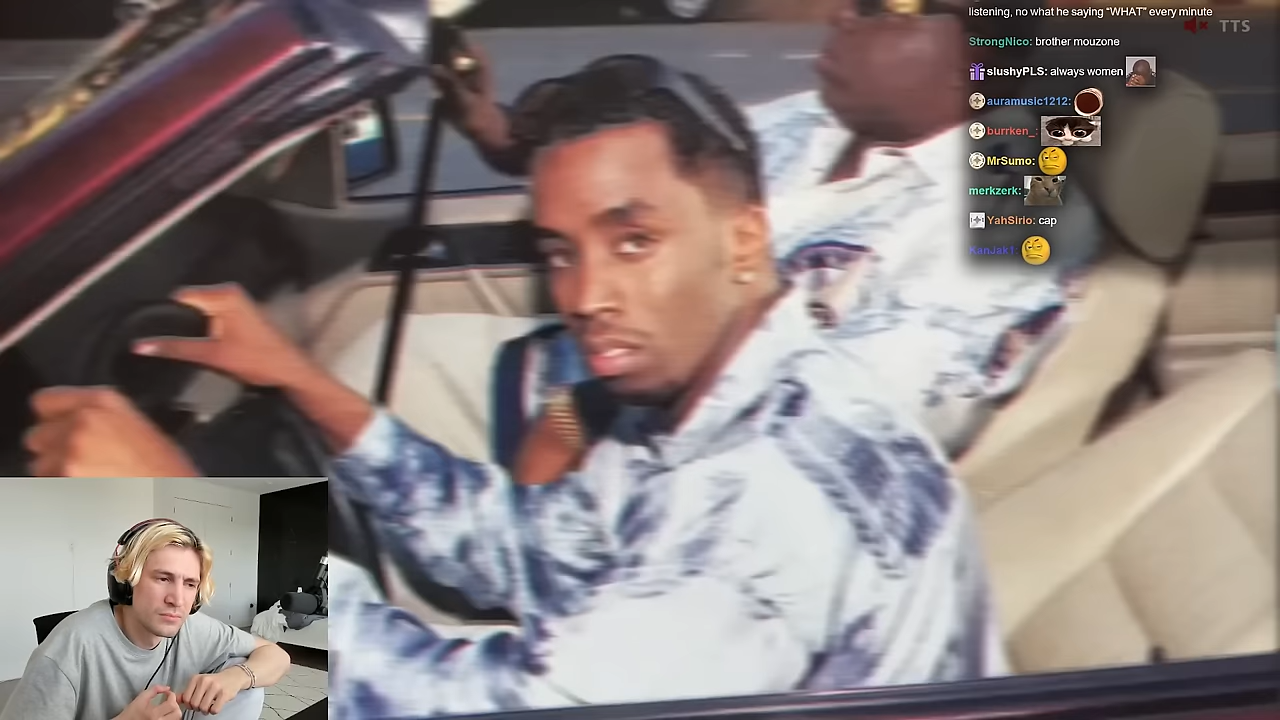 listening, no what he saying "WHAT" every minute
TTS
StrongNico: brother mouzone
slushyPLS: always women
auramusic1212:
burrken_:
MrSumo:
merkzerk:
YahSirio: cap
KanJak1: